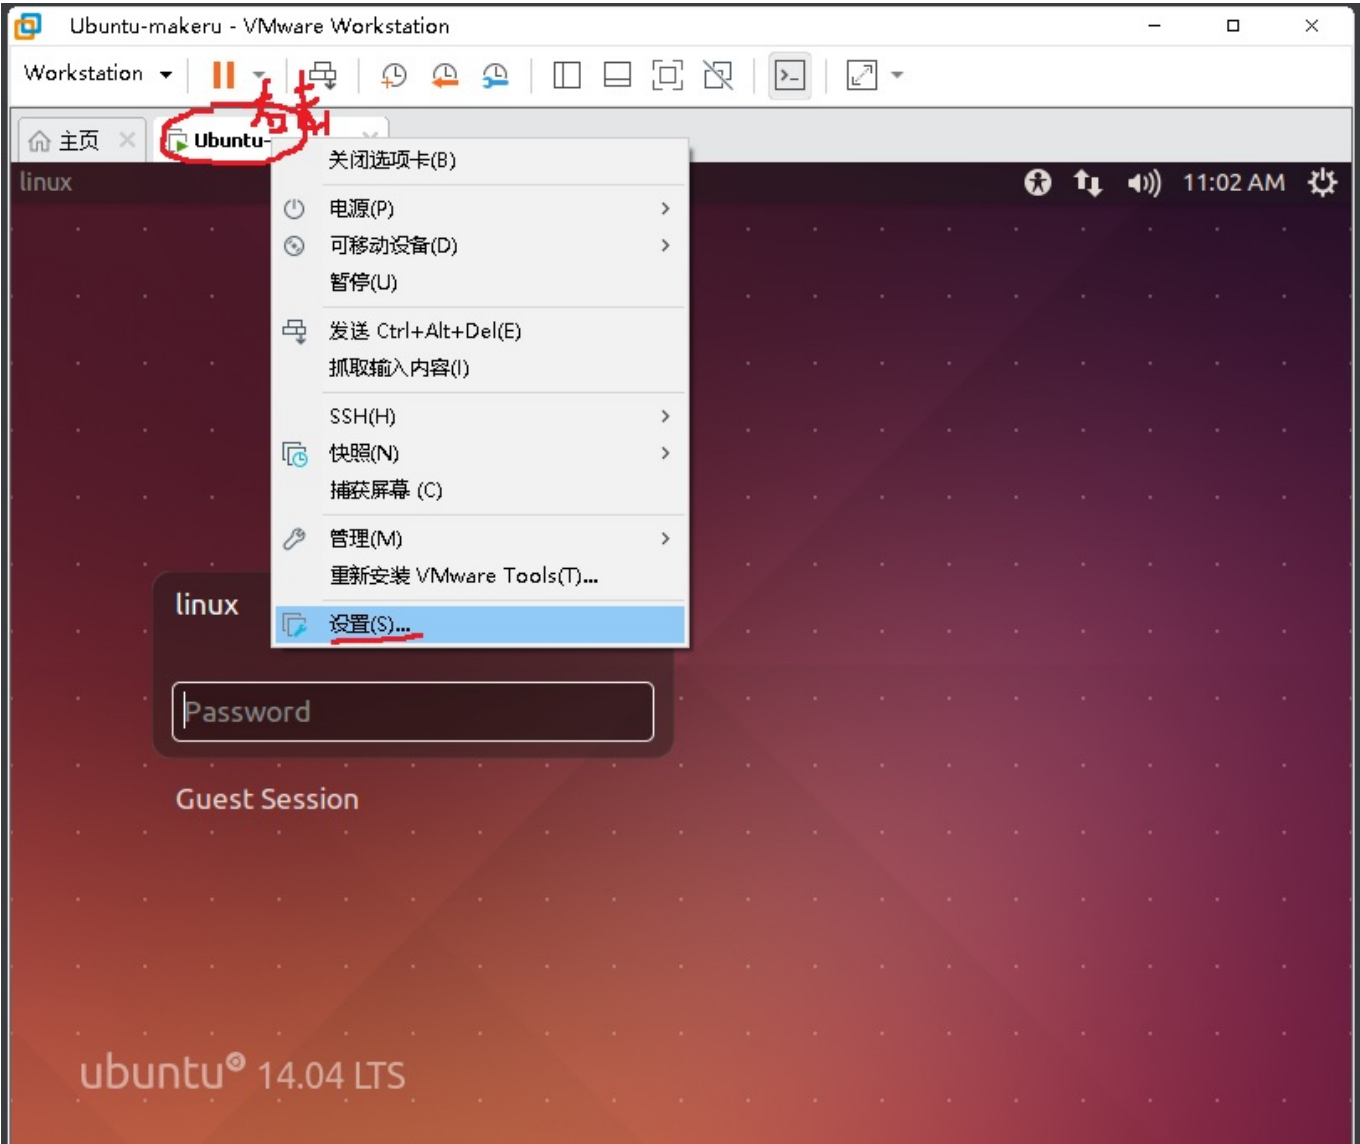 Ubuntu-makeru - VMware Workstation
Workstation
右击
主页
Ubuntu-
linux
11:02 AM
关闭选项卡(B)
电源(P)
可移动设备(D)
暂停(U)
发送 Ctrl+Alt+Del(E)
抓取输入内容(I)
SSH(H)
快照(N)
捕获屏幕 (C)
管理(M)
重新安装 VMware Tools(T)...
设置(S)...
linux
Password
Guest Session
ubuntu 14.04 LTS